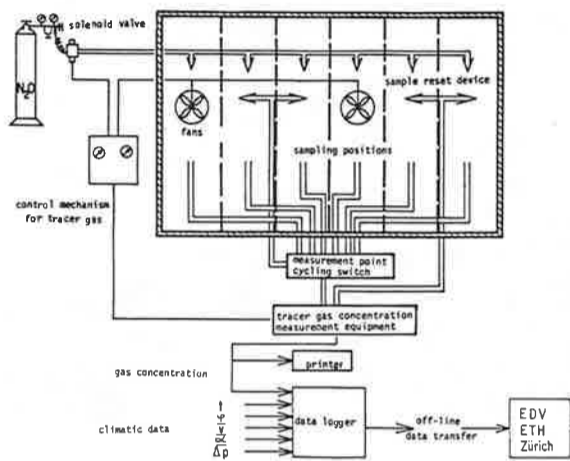 solenoid valve
N₂O
sample reset device
fans
sampling positions
control mechanism
for tracer gas
measurement point
cycling switch
tracer gas concentration
measurement equipment
gas concentration
printer
climatic data
t
Δp
data logger
off-line
data transfer
EDV
ETH
Zürich